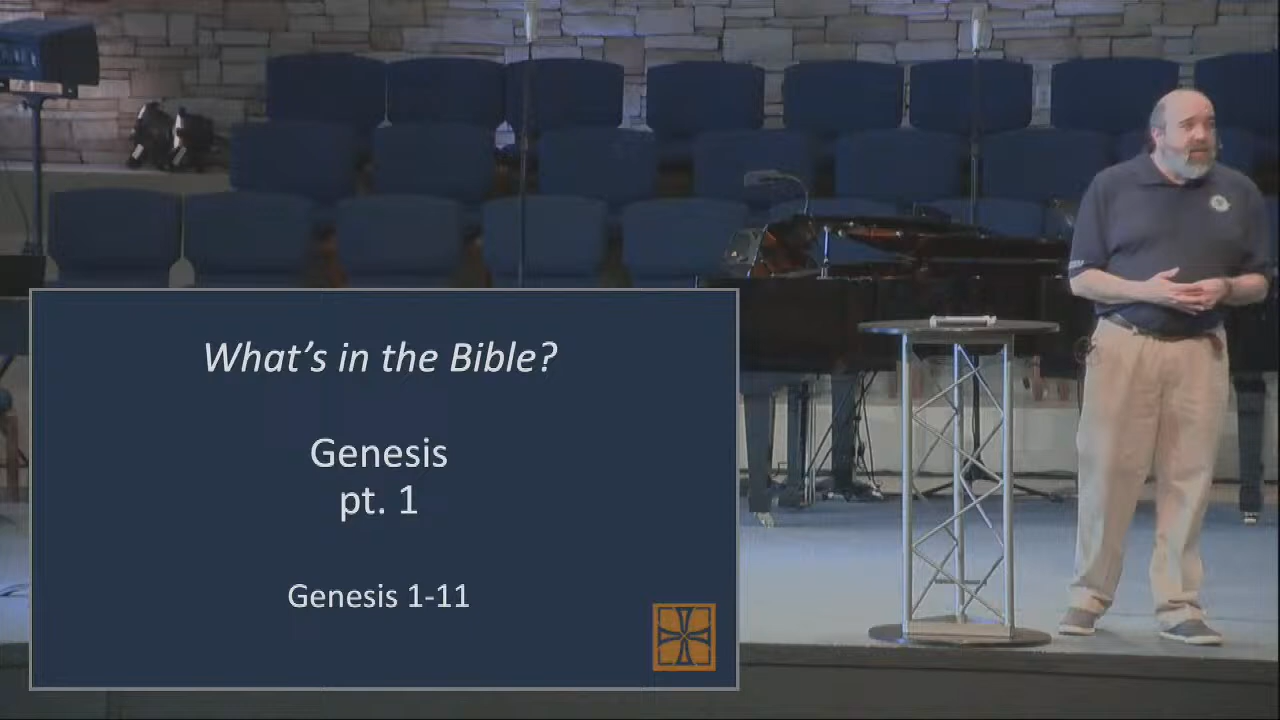 What's in the Bible?
Genesis
pt. 1
Genesis 1-11